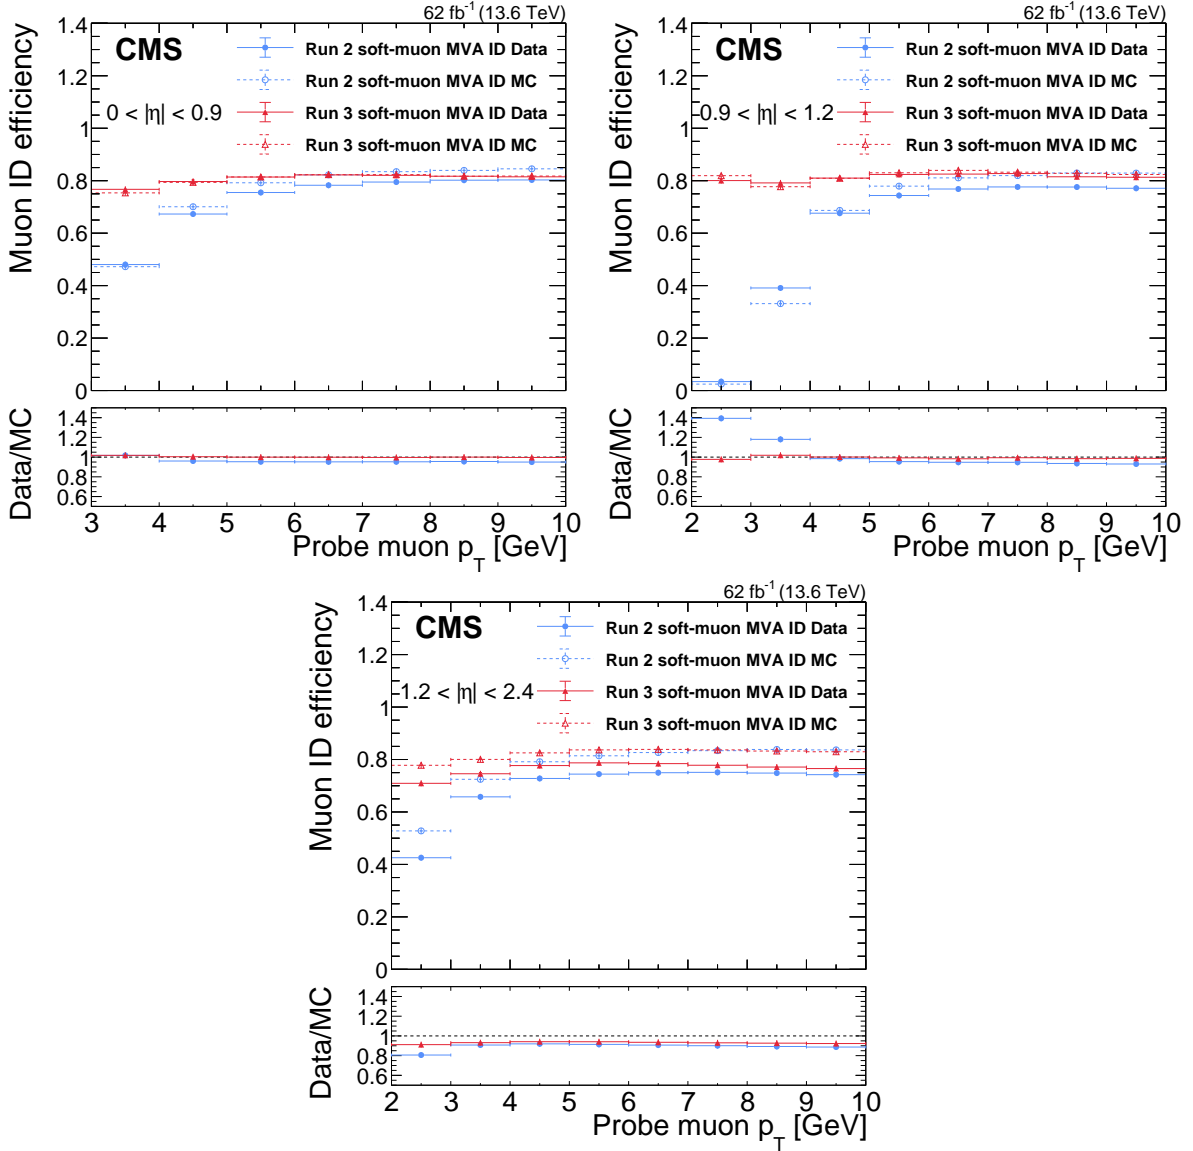 62 fb-1 (13.6 TeV)
CMS
0 < |η| < 0.9
Run 2 soft-muon MVA ID Data
Run 2 soft-muon MVA ID MC
Run 3 soft-muon MVA ID Data
Run 3 soft-muon MVA ID MC
Muon ID efficiency
1.4
1.2
1
0.8
0.6
0.4
0.2
0
Data/MC
1.4
1.2
1
0.8
0.6
3 4 5 6 7 8 9 10
Probe muon pT [GeV]
62 fb-1 (13.6 TeV)
CMS
0.9 < |η| < 1.2
Run 2 soft-muon MVA ID Data
Run 2 soft-muon MVA ID MC
Run 3 soft-muon MVA ID Data
Run 3 soft-muon MVA ID MC
Muon ID efficiency
1.4
1.2
1
0.8
0.6
0.4
0.2
0
Data/MC
1.4
1.2
1
0.8
0.6
2 3 4 5 6 7 8 9 10
Probe muon pT [GeV]
62 fb-1 (13.6 TeV)
CMS
1.2 < |η| < 2.4
Run 2 soft-muon MVA ID Data
Run 2 soft-muon MVA ID MC
Run 3 soft-muon MVA ID Data
Run 3 soft-muon MVA ID MC
Muon ID efficiency
1.4
1.2
1
0.8
0.6
0.4
0.2
0
Data/MC
1.4
1.2
1
0.8
0.6
2 3 4 5 6 7 8 9 10
Probe muon pT [GeV]